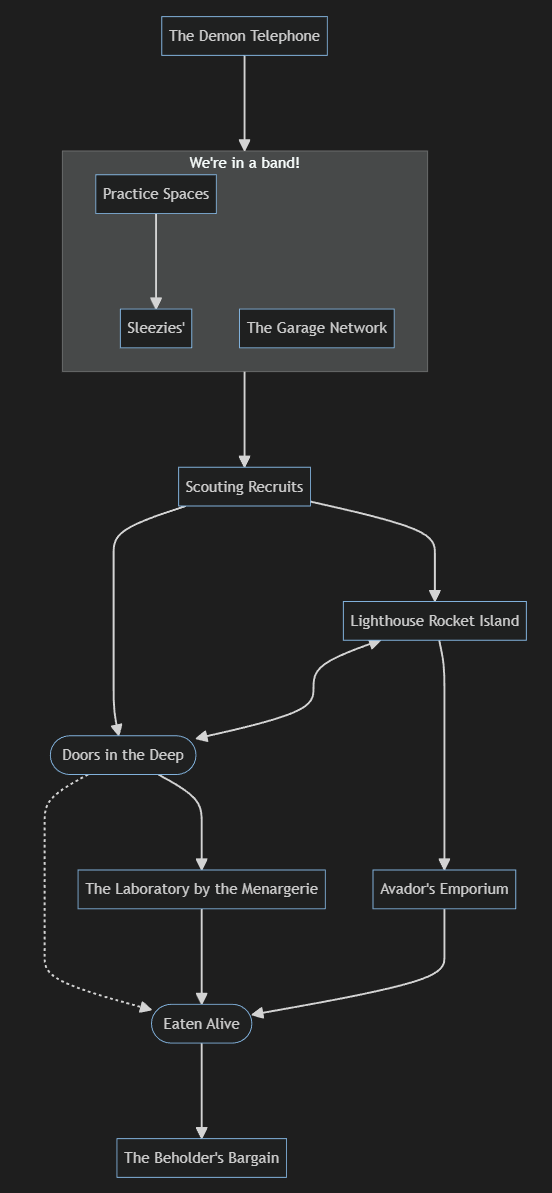 The Demon Telephone
We're in a band!
Practice Spaces
Sleezies'
The Garage Network
Scouting Recruits
Lighthouse Rocket Island
Doors in the Deep
The Laboratory by the Menargerie
Avador's Emporium
Eaten Alive
The Beholder's Bargain